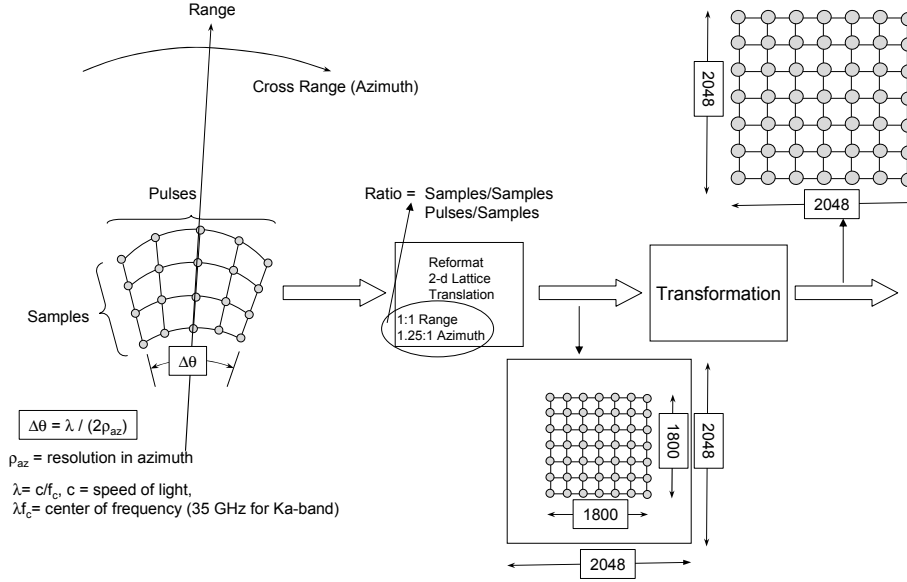 Range
Cross Range (Azimuth)
Pulses
Samples
Δθ
Δθ = λ / (2ρaz)
ρaz = resolution in azimuth
λ= c/fc, c = speed of light,
λfc= center of frequency (35 GHz for Ka-band)
Ratio = Samples/Samples
Pulses/Samples
Reformat
2-d Lattice
Translation
1:1 Range
1.25:1 Azimuth
1800
1800
2048
2048
Transformation
2048
2048